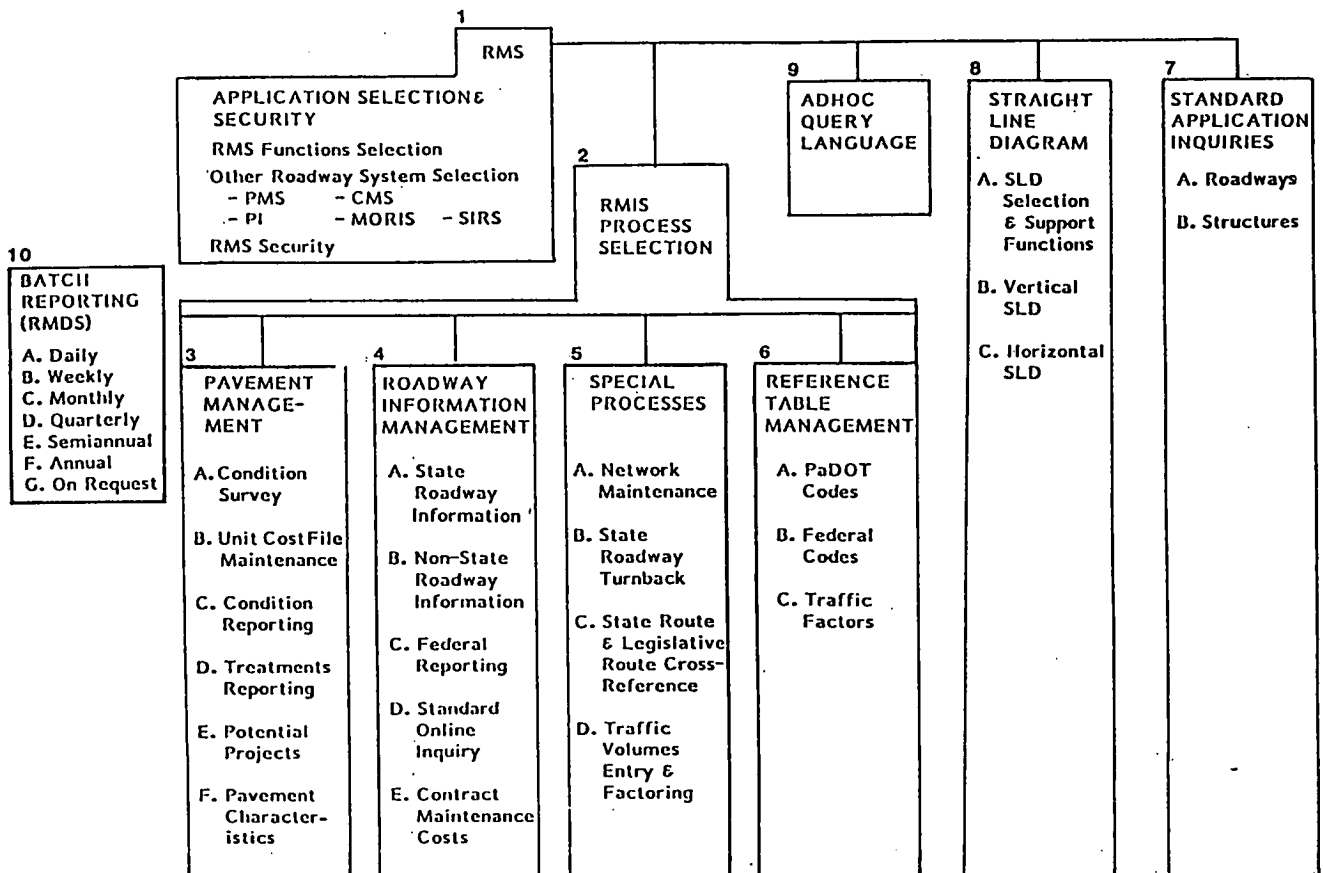 1
RMS
APPLICATION SELECTION &
SECURITY
RMS Functions Selection
Other Roadway System Selection
- PMS - CMS
- PI - MORIS - SIRS
RMS Security
2
RMIS
PROCESS
SELECTION
9
ADHOC
QUERY
LANGUAGE
8
STRAIGHT
LINE
DIAGRAM
A. SLD
Selection
& Support
Functions
B. Vertical
SLD
C. Horizontal
SLD
7
STANDARD
APPLICATION
INQUIRIES
A. Roadways
B. Structures
10
BATCH
REPORTING
(RMDS)
A. Daily
B. Weekly
C. Monthly
D. Quarterly
E. Semiannual
F. Annual
G. On Request
3
PAVEMENT
MANAGE-
MENT
A. Condition
Survey
B. Unit Cost File
Maintenance
C. Condition
Reporting
D. Treatments
Reporting
E. Potential
Projects
F. Pavement
Character-
istics
4
ROADWAY
INFORMATION
MANAGEMENT
A. State
Roadway
Information
B. Non-State
Roadway
Information
C. Federal
Reporting
D. Standard
Online
Inquiry
E. Contract
Maintenance
Costs
5
SPECIAL
PROCESSES
A. Network
Maintenance
B. State
Roadway
Turnback
C. State Route
& Legislative
Route Cross-
Reference
D. Traffic
Volumes
Entry &
Factoring
6
REFERENCE
TABLE
MANAGEMENT
A. PaDOT
Codes
B. Federal
Codes
C. Traffic
Factors